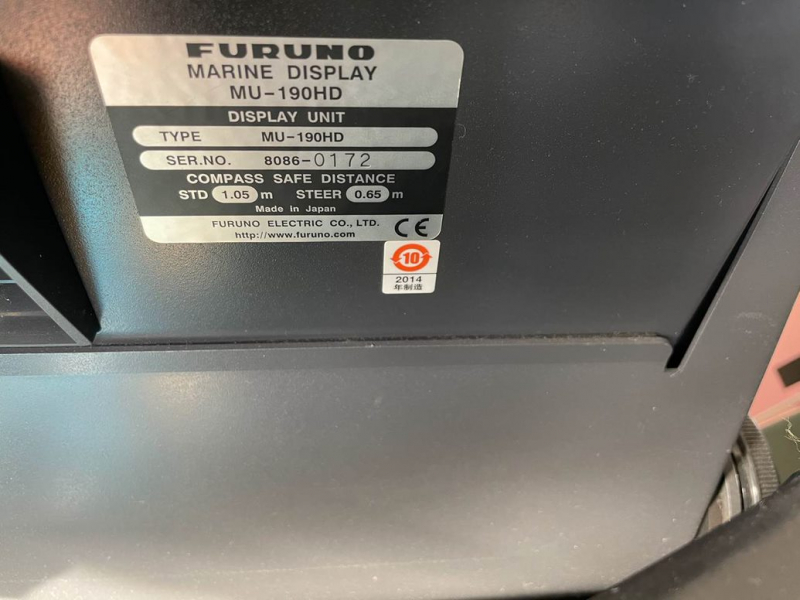 FURUNO
MARINE DISPLAY
MU-190HD
DISPLAY UNIT
TYPE MU-190HD
SER.NO. 8086-0172
COMPASS SAFE DISTANCE
STD 1.05 m STEER 0.65 m
Made in Japan
FURUNO ELECTRIC CO., LTD.
http://www.furuno.com
CE
10
2014
年制造